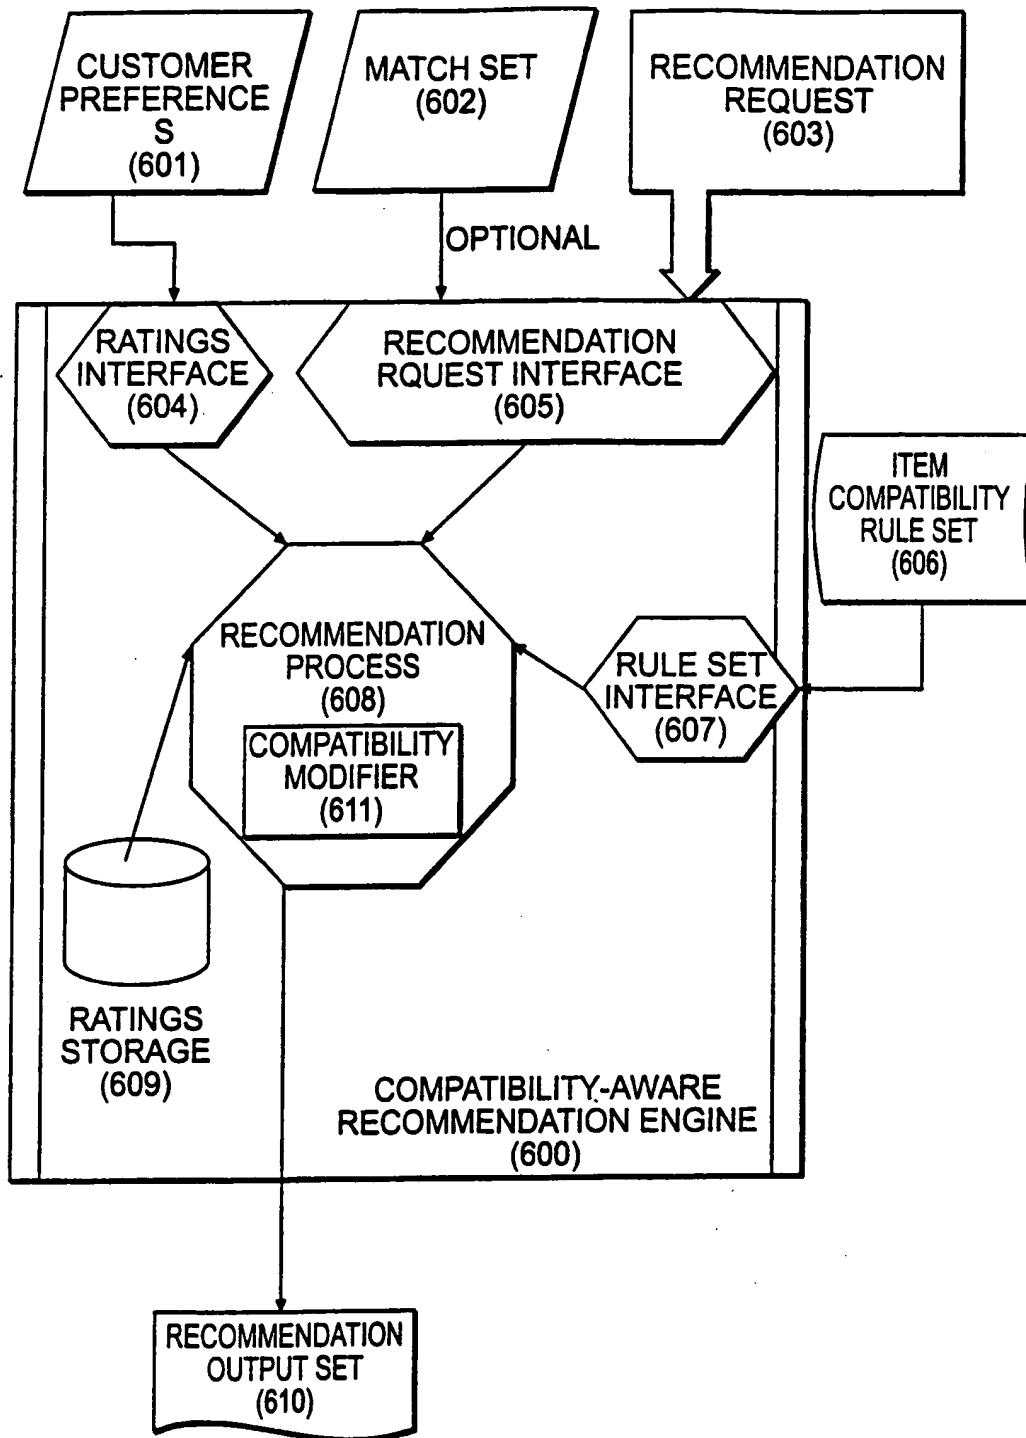 CUSTOMER
PREFERENCE
S
(601)
MATCH SET
(602)
RECOMMENDATION
REQUEST
(603)
OPTIONAL
RATINGS
INTERFACE
(604)
RECOMMENDATION
RQUEST INTERFACE
(605)
ITEM
COMPATIBILITY
RULE SET
(606)
RECOMMENDATION
PROCESS
(608)
RULE SET
INTERFACE
(607)
COMPATIBILITY
MODIFIER
(611)
RATINGS
STORAGE
(609)
COMPATIBILITY-AWARE
RECOMMENDATION ENGINE
(600)
RECOMMENDATION
OUTPUT SET
(610)